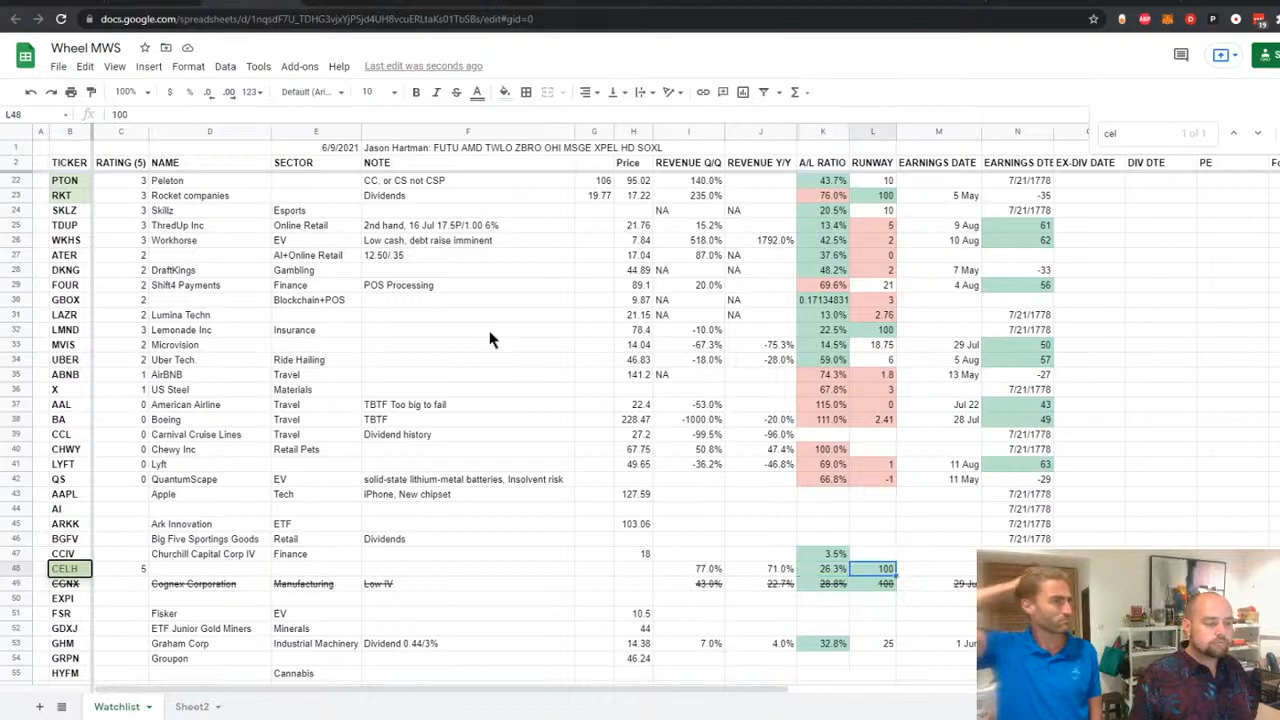 docs.google.com/spreadsheets/d/1nqsdF7U_TDHG3vjxYjP5jd4UH8vcuERLtaKs01TbSBs/edit#gid=0
Wheel MWS
File Edit View Insert Format Data Tools Add-ons Help Last edit was seconds ago
100% $ % .0 .00 123 Default (Ari... 10
L48 fx 100
cel 1 of 1
A B C D E F G H I J K L M N
1 6/9/2021 Jason Hartman: FUTU AMD TWLO ZBRO OHI MSGE XPEL HD SOXL
2 TICKER RATING (5) NAME SECTOR NOTE Price REVENUE Q/Q REVENUE Y/Y A/L RATIO RUNWAY EARNINGS DATE EARNINGS DTE EX-DIV DATE DIV DTE PE
22 PTON 3 Peleton CC, or CS not CSP 106 95.02 140.0% 43.7% 10 7/21/1778
23 RKT 3 Rocket companies Dividends 19.77 17.22 235.0% 76.0% 100 5 May -35
24 SKLZ 3 Skillz Esports NA NA 20.5% 10 7/21/1778
25 TDUP 3 ThredUp Inc Online Retail 2nd hand, 16 Jul 17.5P/1.00 6% 21.76 15.2% 13.4% 5 9 Aug 61
26 WKHS 3 Workhorse EV Low cash, debt raise imminent 7.84 518.0% 1792.0% 42.5% 2 10 Aug 62
27 ATER 2 AI+Online Retail 12.50/.35 17.04 87.0% NA 37.6% 0
28 DKNG 2 DraftKings Gambling 44.89 NA NA 48.2% 2 7 May -33
29 FOUR 2 Shift4 Payments Finance POS Processing 89.1 20.0% 69.6% 21 4 Aug 56
30 GBOX 2 Blockchain+POS 9.87 NA NA 0.17134831 3
31 LAZR 2 Lumina Techn 21.15 NA NA 13.0% 2.76 7/21/1778
32 LMND 3 Lemonade Inc Insurance 78.4 -10.0% 22.5% 100 7/21/1778
33 MVIS 2 Microvision 14.04 -67.3% -75.3% 14.5% 18.75 29 Jul 50
34 UBER 2 Uber Tech. Ride Hailing 46.83 -18.0% -28.0% 59.0% 6 5 Aug 57
35 ABNB 1 AirBNB Travel 141.2 NA 74.3% 1.8 13 May -27
36 X 1 US Steel Materials 67.8% 3 7/21/1778
37 AAL 0 American Airline Travel TBTF Too big to fail 22.4 -53.0% 115.0% 0 Jul 22 43
38 BA 0 Boeing Travel TBTF 228.47 -1000.0% -20.0% 111.0% 2.41 28 Jul 49
39 CCL 0 Carnival Cruise Lines Travel Dividend history 27.2 -99.5% -96.0% 7/21/1778
40 CHWY 0 Chewy Inc Retail Pets 67.75 50.8% 47.4% 100.0% 7/21/1778
41 LYFT 0 Lyft 49.65 -36.2% -46.8% 69.0% 1 11 Aug 63
42 QS 0 QuantumScape EV solid-state lithium-metal batteries, Insolvent risk 66.8% -1 11 May -29
43 AAPL Apple Tech iPhone, New chipset 127.59 7/21/1778
44 AI 7/21/1778
45 ARKK Ark Innovation ETF 103.06 7/21/1778
46 BGFV Big Five Sportings Goods Retail Dividends 7/21/1778
47 CCIV Churchill Capital Corp IV Finance 18 3.5%
48 CELH 5 77.0% 71.0% 26.3% 100
49 CGNX Cognex Corporation Manufacturing Low IV 43.0% 22.7% 28.8% 100
50 EXPI
51 FSR Fisker EV 10.5
52 GDXJ ETF Junior Gold Miners Minerals 44
53 GHM Graham Corp Industrial Machinery Dividend 0.44/3% 14.38 7.0% 4.0% 32.8% 25
54 GRPN Groupon 46.24
55 HYFM Cannabis
Watchlist Sheet2